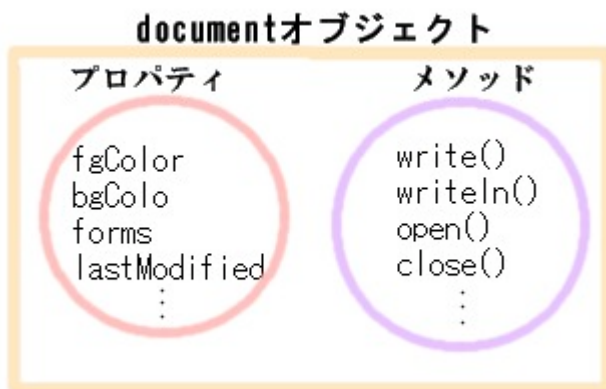 documentオブジェクト
プロパティ
fgColor
bgColo
forms
lastModified
⋮
メソッド
write()
writeln()
open()
close()
⋮